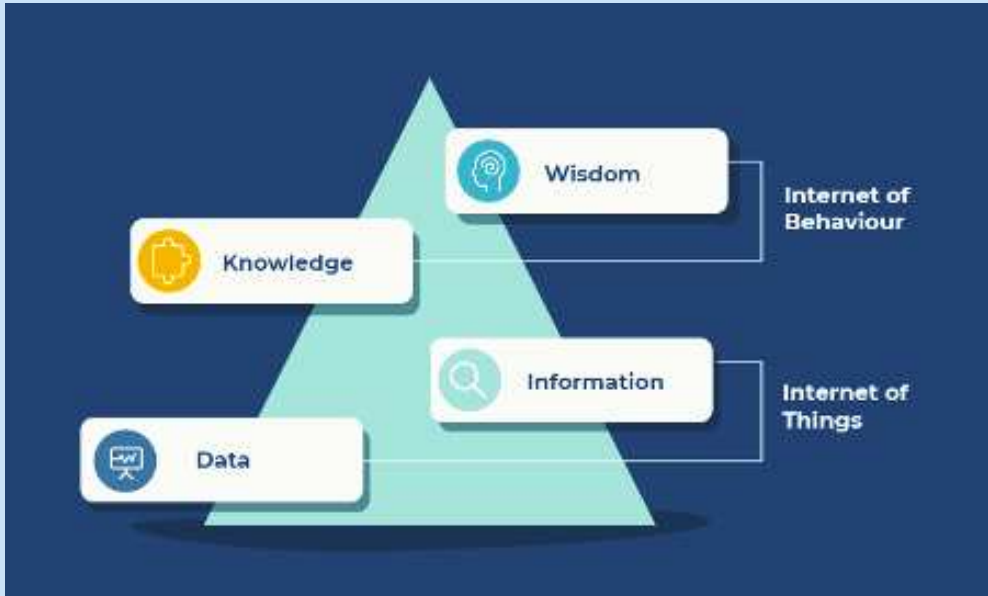 Wisdom
Internet of
Behaviour
Knowledge
Information
Internet of
Things
Data